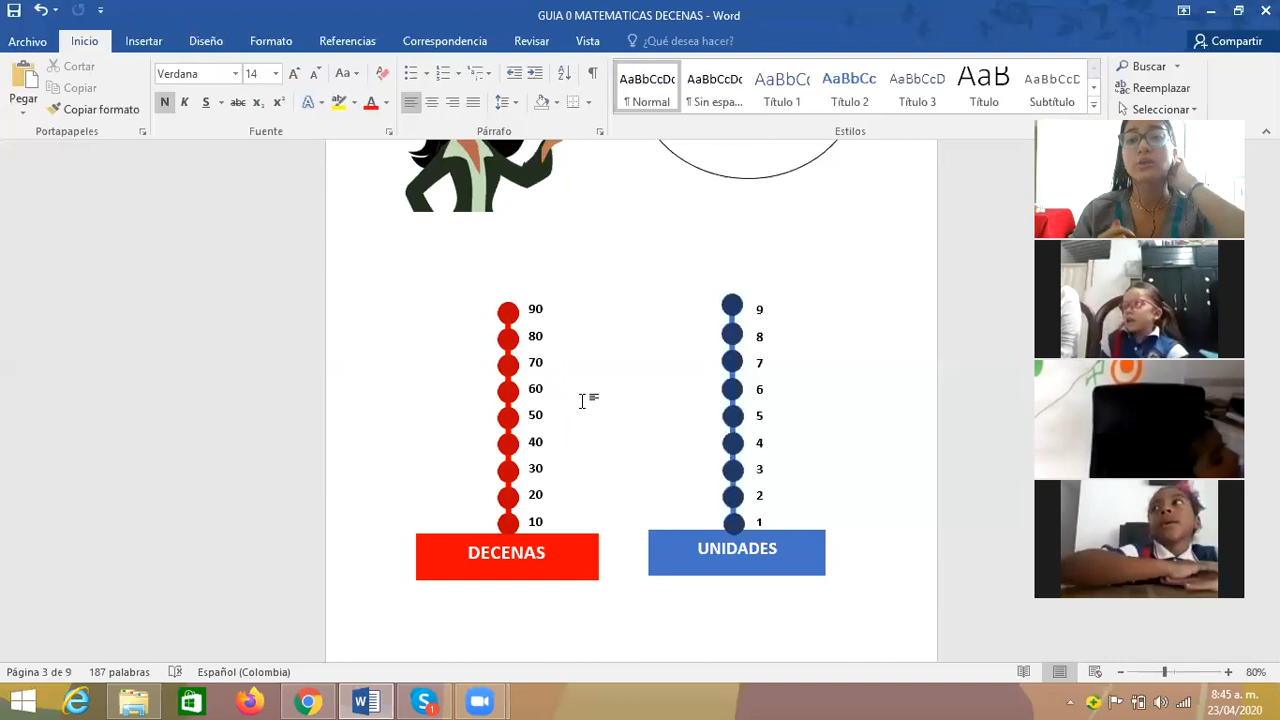 GUIA 0 MATEMATICAS DECENAS - Word
Archivo Inicio Insertar Diseño Formato Referencias Correspondencia Revisar Vista ¿Qué desea hacer? Compartir
Pegar
Cortar
Copiar
Copiar formato
Verdana 14
N K S abc x₂ x²
AaBbCcDc AaBbCcDc AaBbCc AaBbCc AaBbCcD AaB AaBbCcD
¶ Normal ¶ Sin espa... Título 1 Título 2 Título 3 Título Subtítulo
Buscar
Reemplazar
Seleccionar
Portapapeles Fuente Párrafo Estilos
90
80
70
60
50
40
30
20
10
DECENAS
9
8
7
6
5
4
3
2
1
UNIDADES
Página 3 de 9 187 palabras Español (Colombia) 80%
8:45 a. m.
23/04/2020